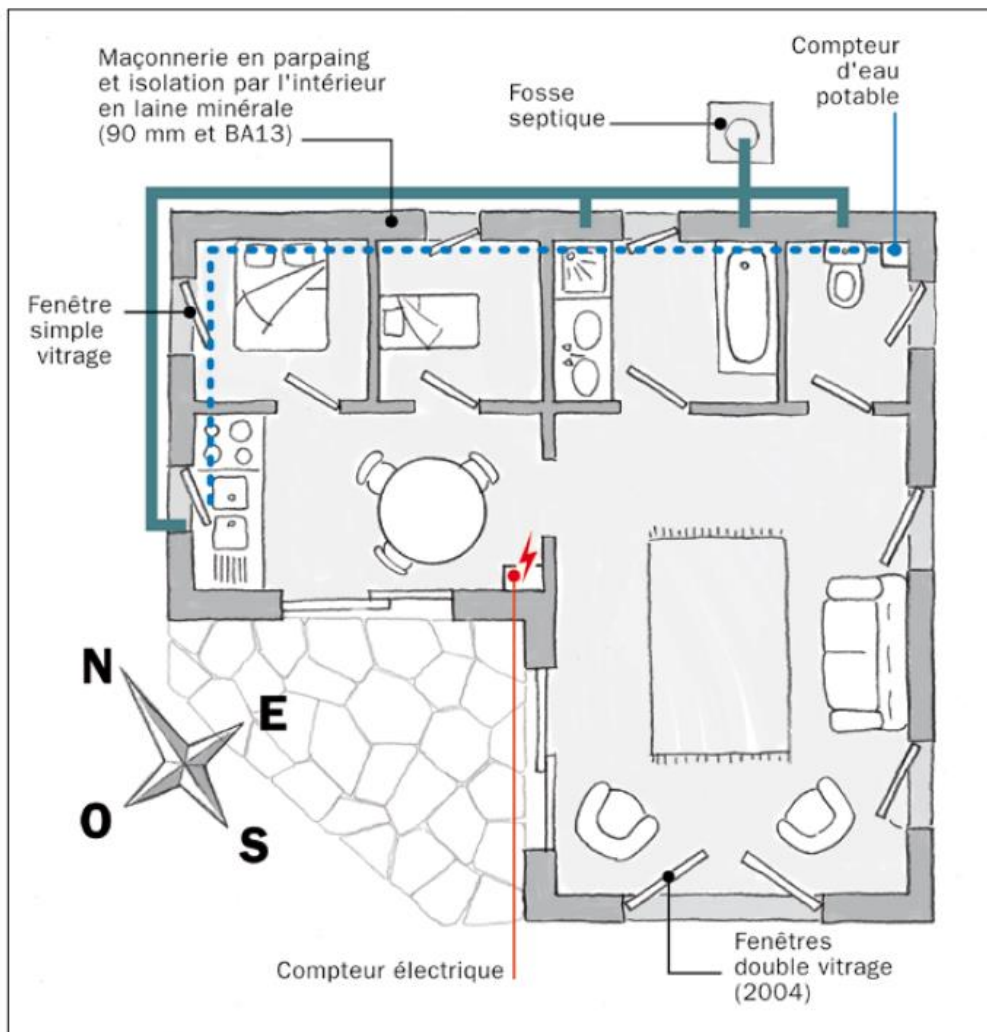 Maçonnerie en parpaing
et isolation par l'intérieur
en laine minérale
(90 mm et BA13)
Compteur
d'eau
potable
Fosse
septique
Fenêtre
simple
vitrage
N
E
O
S
Compteur électrique
Fenêtres
double vitrage
(2004)